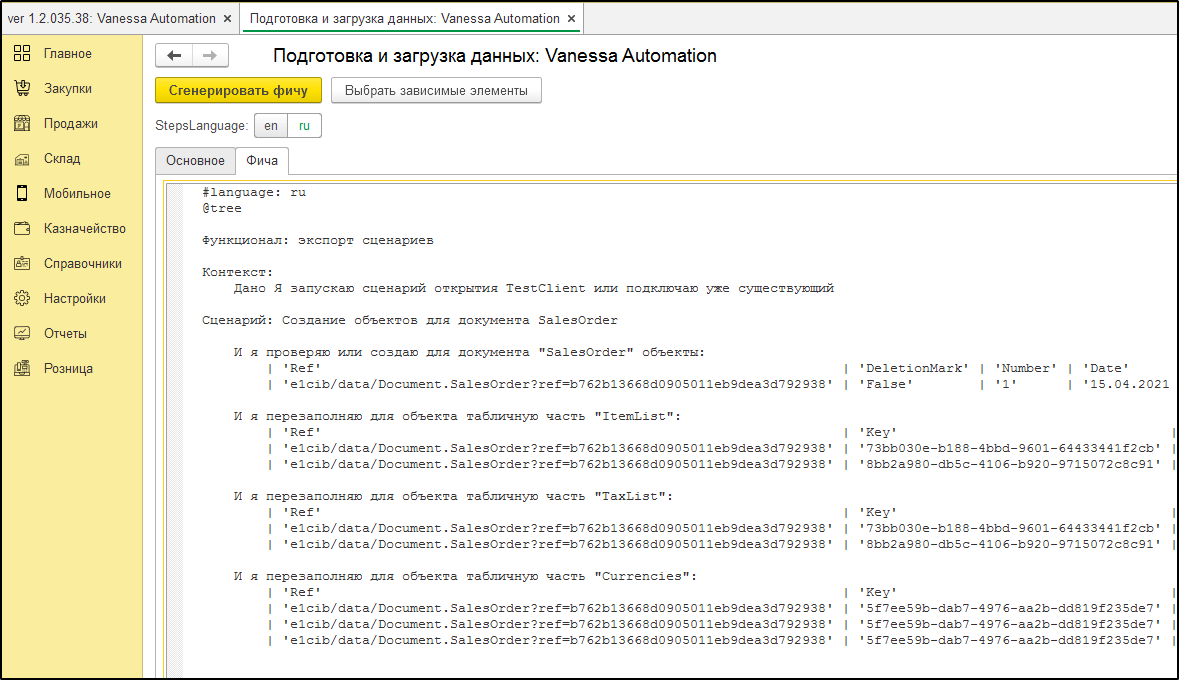 ver 1.2.035.38: Vanessa Automation ×
Подготовка и загрузка данных: Vanessa Automation ×
Главное
Закупки
Продажи
Склад
Мобильное
Казначейство
Справочники
Настройки
Отчеты
Розница
Подготовка и загрузка данных: Vanessa Automation
Сгенерировать фичу
Выбрать зависимые элементы
StepsLanguage: en ru
Основное
Фича
#language: ru
@tree
Функционал: экспорт сценариев
Контекст:
Дано Я запускаю сценарий открытия TestClient или подключаю уже существующий
Сценарий: Создание объектов для документа SalesOrder
И я проверяю или создаю для документа "SalesOrder" объекты:
| 'Ref' | 'DeletionMark' | 'Number' | 'Date'
| 'e1cib/data/Document.SalesOrder?ref=b762b13668d0905011eb9dea3d792938' | 'False' | '1' | '15.04.2021
И я перезаполняю для объекта табличную часть "ItemList":
| 'Ref' | 'Key' |
| 'e1cib/data/Document.SalesOrder?ref=b762b13668d0905011eb9dea3d792938' | '73bb030e-b188-4bbd-9601-64433441f2cb' |
| 'e1cib/data/Document.SalesOrder?ref=b762b13668d0905011eb9dea3d792938' | '8bb2a980-db5c-4106-b920-9715072c8c91' |
И я перезаполняю для объекта табличную часть "TaxList":
| 'Ref' | 'Key' |
| 'e1cib/data/Document.SalesOrder?ref=b762b13668d0905011eb9dea3d792938' | '73bb030e-b188-4bbd-9601-64433441f2cb' |
| 'e1cib/data/Document.SalesOrder?ref=b762b13668d0905011eb9dea3d792938' | '8bb2a980-db5c-4106-b920-9715072c8c91' |
И я перезаполняю для объекта табличную часть "Currencies":
| 'Ref' | 'Key' |
| 'e1cib/data/Document.SalesOrder?ref=b762b13668d0905011eb9dea3d792938' | '5f7ee59b-dab7-4976-aa2b-dd819f235de7' |
| 'e1cib/data/Document.SalesOrder?ref=b762b13668d0905011eb9dea3d792938' | '5f7ee59b-dab7-4976-aa2b-dd819f235de7' |
| 'e1cib/data/Document.SalesOrder?ref=b762b13668d0905011eb9dea3d792938' | '5f7ee59b-dab7-4976-aa2b-dd819f235de7' |